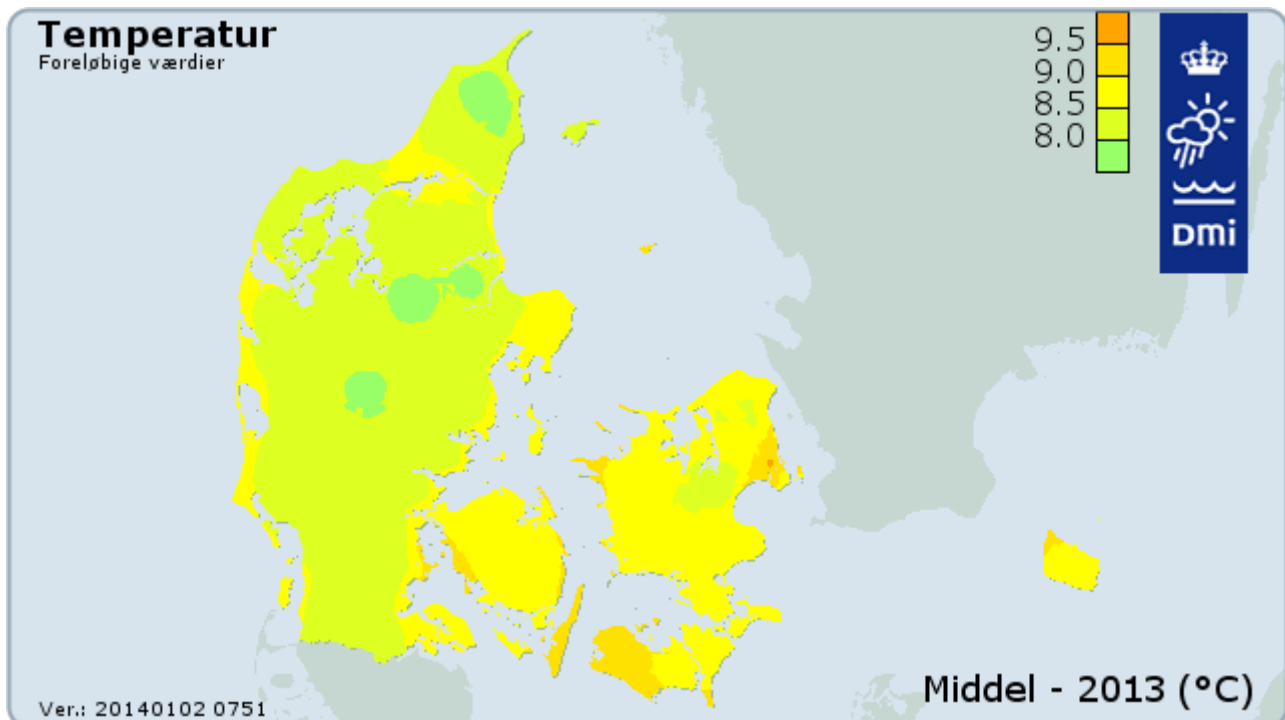 Temperatur
Foreløbige værdier
9.5
9.0
8.5
8.0
DMi
Middel - 2013 (°C)
Ver.: 20140102 0751